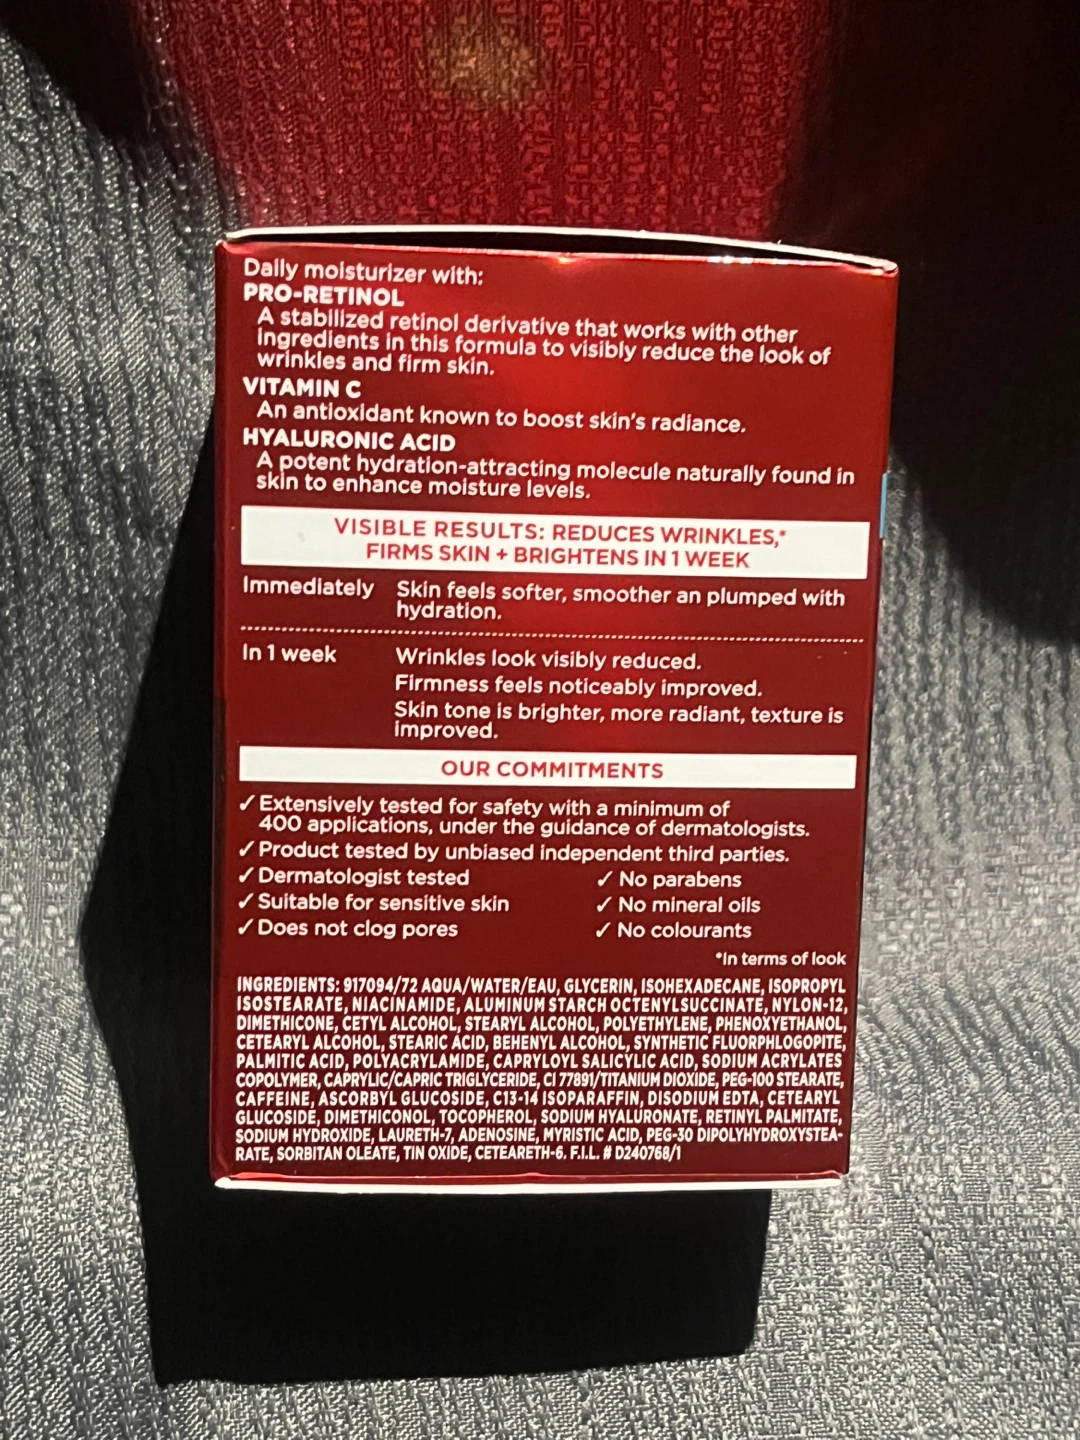 Daily moisturizer with:
PRO-RETINOL
A stabilized retinol derivative that works with other
ingredients in this formula to visibly reduce the look of
wrinkles and firm skin.
VITAMIN C
An antioxidant known to boost skin's radiance.
HYALURONIC ACID
A potent hydration-attracting molecule naturally found in
skin to enhance moisture levels.
VISIBLE RESULTS: REDUCES WRINKLES,*
FIRMS SKIN + BRIGHTENS IN 1 WEEK
Immediately Skin feels softer, smoother an plumped with
hydration.
In 1 week Wrinkles look visibly reduced.
Firmness feels noticeably improved.
Skin tone is brighter, more radiant, texture is
improved.
OUR COMMITMENTS
✓ Extensively tested for safety with a minimum of
400 applications, under the guidance of dermatologists.
✓ Product tested by unbiased independent third parties.
✓ Dermatologist tested ✓ No parabens
✓ Suitable for sensitive skin ✓ No mineral oils
✓ Does not clog pores ✓ No colourants
*In terms of look
INGREDIENTS: 917094/72 AQUA/WATER/EAU, GLYCERIN, ISOHEXADECANE, ISOPROPYL
ISOSTEARATE, NIACINAMIDE, ALUMINUM STARCH OCTENYLSUCCINATE, NYLON-12,
DIMETHICONE, CETYL ALCOHOL, STEARYL ALCOHOL, POLYETHYLENE, PHENOXYETHANOL,
CETEARYL ALCOHOL, STEARIC ACID, BEHENYL ALCOHOL, SYNTHETIC FLUORPHLOGOPITE,
PALMITIC ACID, POLYACRYLAMIDE, CAPRYLOYL SALICYLIC ACID, SODIUM ACRYLATES
COPOLYMER, CAPRYLIC/CAPRIC TRIGLYCERIDE, CI 77891/TITANIUM DIOXIDE, PEG-100 STEARATE,
CAFFEINE, ASCORBYL GLUCOSIDE, C13-14 ISOPARAFFIN, DISODIUM EDTA, CETEARYL
GLUCOSIDE, DIMETHICONOL, TOCOPHEROL, SODIUM HYALURONATE, RETINYL PALMITATE,
SODIUM HYDROXIDE, LAURETH-7, ADENOSINE, MYRISTIC ACID, PEG-30 DIPOLYHYDROXYSTEA-
RATE, SORBITAN OLEATE, TIN OXIDE, CETEARETH-6. F.I.L. # D240768/1